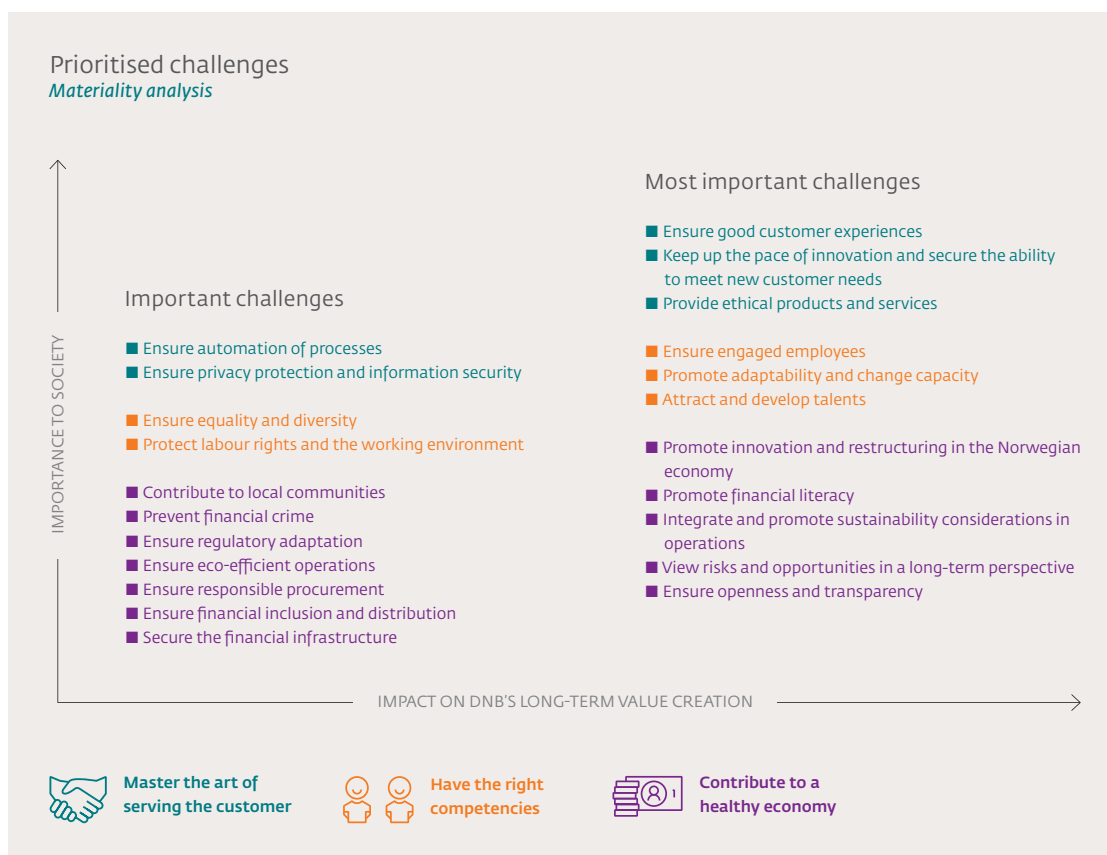 Prioritised challenges
Materiality analysis
IMPORTANCE TO SOCIETY
Important challenges
Ensure automation of processes
Ensure privacy protection and information security
Ensure equality and diversity
Protect labour rights and the working environment
Contribute to local communities
Prevent financial crime
Ensure regulatory adaptation
Ensure eco-efficient operations
Ensure responsible procurement
Ensure financial inclusion and distribution
Secure the financial infrastructure
Most important challenges
Ensure good customer experiences
Keep up the pace of innovation and secure the ability
to meet new customer needs
Provide ethical products and services
Ensure engaged employees
Promote adaptability and change capacity
Attract and develop talents
Promote innovation and restructuring in the Norwegian
economy
Promote financial literacy
Integrate and promote sustainability considerations in
operations
View risks and opportunities in a long-term perspective
Ensure openness and transparency
IMPACT ON DNB'S LONG-TERM VALUE CREATION
Master the art of
serving the customer
Have the right
competencies
1
Contribute to a
healthy economy